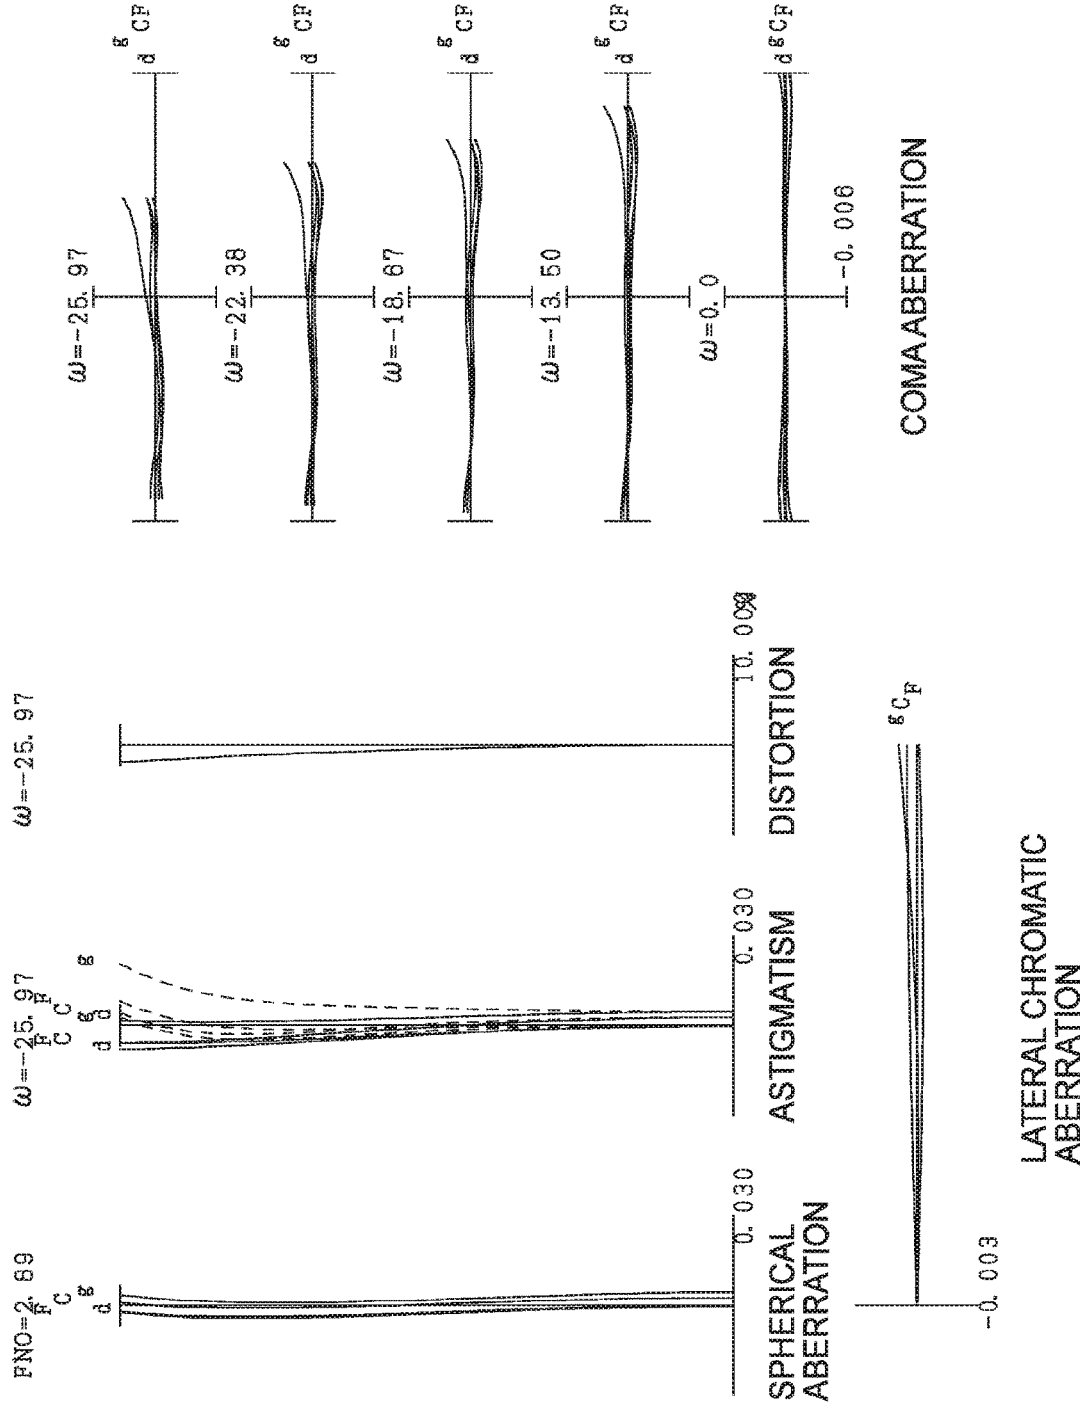 FNO=2.89
F
C
g
d
0.030
SPHERICAL
ABERRATION
ω=-25.97
F
C
d
F
C
g
d
g
0.030
ASTIGMATISM
ω=-25.97
10.00%
DISTORTION
g C F
-0.003
LATERAL CHROMATIC
ABERRATION
ω=-25.97
d g C F
ω=-22.38
d g C F
ω=-18.67
d g C F
ω=-13.50
d g C F
ω=0.0
d g C F
-0.006
COMA ABERRATION